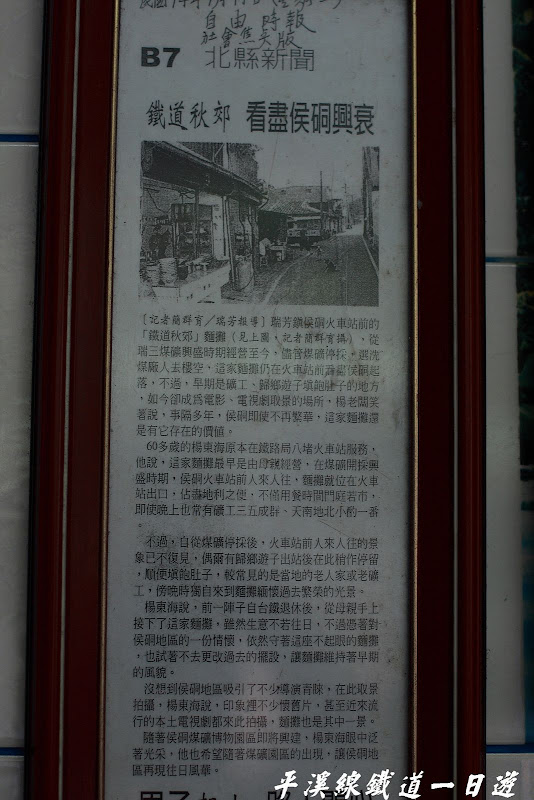 自由時報
社會焦點版
B7 北縣新聞
鐵道秋郊 看盡侯硐興衰
〔記者簡群育／瑞芳報導〕瑞芳鎮侯硐火車站前的
「鐵道秋郊」麵攤（見上圖，記者簡群育攝），從
瑞三煤礦興盛時期經營至今，儘管煤礦停採，選洗
煤廠人去樓空，這家麵攤仍在火車站前看盡侯硐起
落，不過，早期是礦工、歸鄉遊子填飽肚子的地方
，如今卻成為電影、電視劇取景的場所，楊老闆笑
著說，事隔多年，侯硐即使不再繁華，這家麵攤還
是有它存在的價值。
60多歲的楊東海原本在鐵路局八堵火車站服務，
他說，這家麵攤最早是由母親經營，在煤礦開採興
盛時期，侯硐火車站前人來人往，麵攤就位在火車
站出口，佔盡地利之便，不僅用餐時間門庭若市，
即使晚上也常有礦工三五成群、天南地北小酌一番
。
不過，自從煤礦停採後，火車站前人來人往的景
象已不復見，偶爾有歸鄉遊子出站後在此稍作停留
，順便填飽肚子，較常見的是當地的老人家或老礦
工，傍晚時獨自來到麵攤緬懷過去繁榮的光景。
楊東海說，前一陣子自台鐵退休後，從母親手上
接下了這家麵攤，雖然生意不若往日，不過憑著對
侯硐地區的一份情懷，依然守著這座不起眼的麵攤
，也試著不去更改過去的擺設，讓麵攤維持著早期
的風貌。
沒想到侯硐地區吸引了不少導演青睞，在此取景
拍攝，楊東海說，印象裡不少懷舊片，甚至近來流
行的本土電視劇都來此拍攝，麵攤也是其中一景。
隨著侯硐煤礦博物園區即將興建，楊東海眼中泛
著光采，他也希望隨著煤礦園區的出現，讓侯硐地
區再現往日風華。
平溪線鐵道一日遊